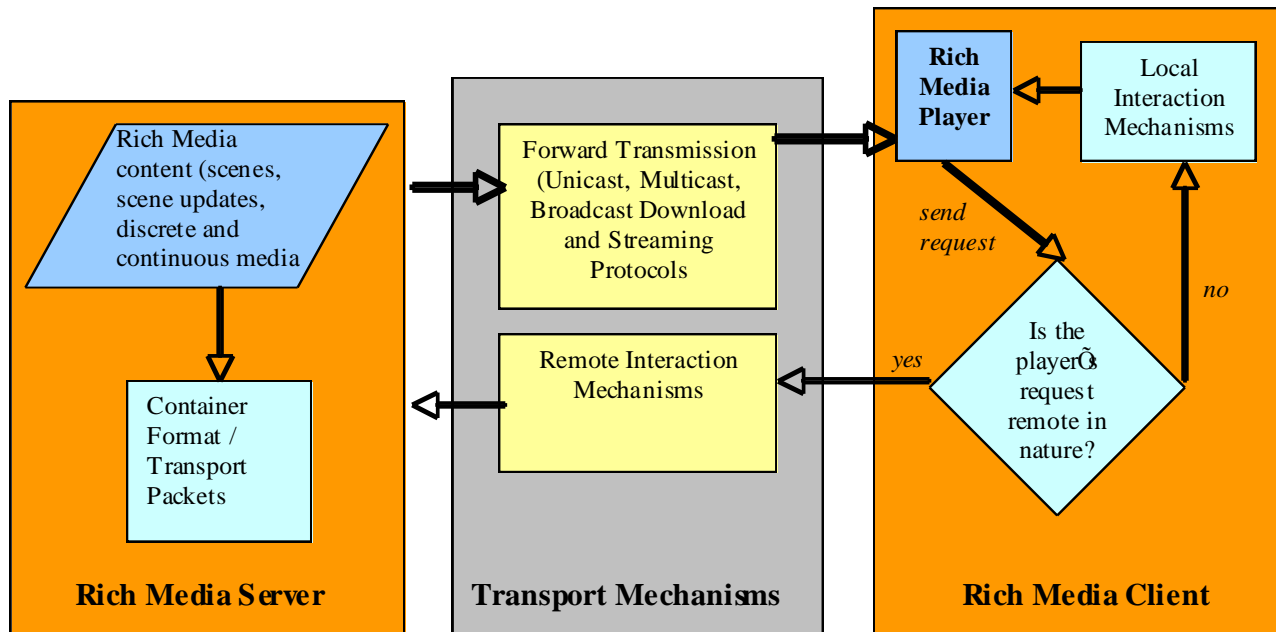 Rich Media
content (scenes,
scene updates,
discrete and
continuous media
Container
Format /
Transport
Packets
Rich Media Server
Forward Transmission
(Unicast, Multicast,
Broadcast Download
and Streaming
Protocols
Remote Interaction
Mechanisms
Transport Mechanisms
Rich
Media
Player
Local
Interaction
Mechanisms
send
request
no
yes
Is the
playerÕs
request
remote in
nature?
Rich Media Client